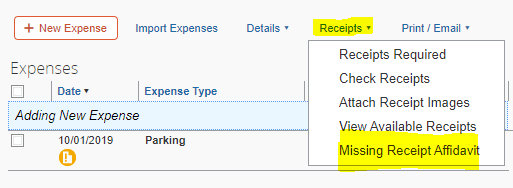 + New Expense Import Expenses Details ▾ Receipts ▾ Print / Email ▾
Receipts Required
Expenses
Check Receipts
Date ▾ Expense Type
Attach Receipt Images
Adding New Expense
View Available Receipts
10/01/2019 Parking
Missing Receipt Affidavit